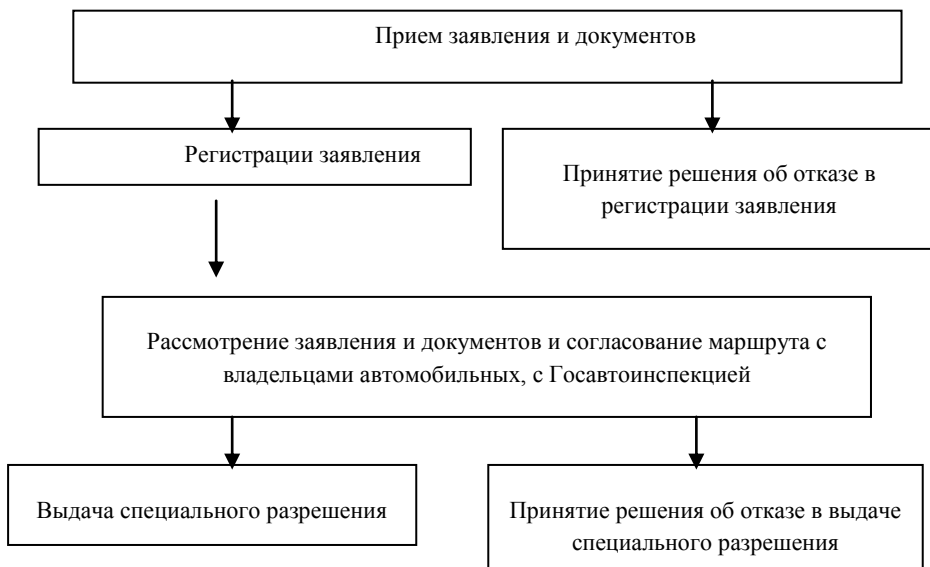 Прием заявления и документов
Регистрации заявления
Принятие решения об отказе в
регистрации заявления
Рассмотрение заявления и документов и согласование маршрута с
владельцами автомобильных, с Госавтоинспекцией
Выдача специального разрешения
Принятие решения об отказе в выдаче
специального разрешения